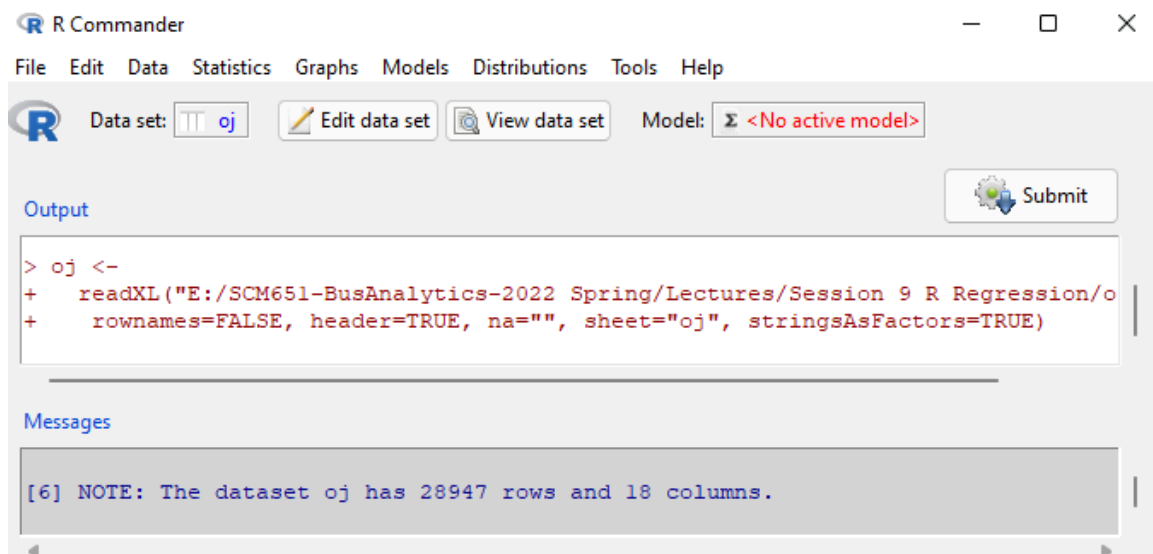 R Commander
File Edit Data Statistics Graphs Models Distributions Tools Help
R Data set: oj Edit data set View data set Model: Σ <No active model>
Submit
Output
> oj <-
+   readXL("E:/SCM651-BusAnalytics-2022 Spring/Lectures/Session 9 R Regression/o
+    rownames=FALSE, header=TRUE, na="", sheet="oj", stringsAsFactors=TRUE)
Messages
[6] NOTE: The dataset oj has 28947 rows and 18 columns.